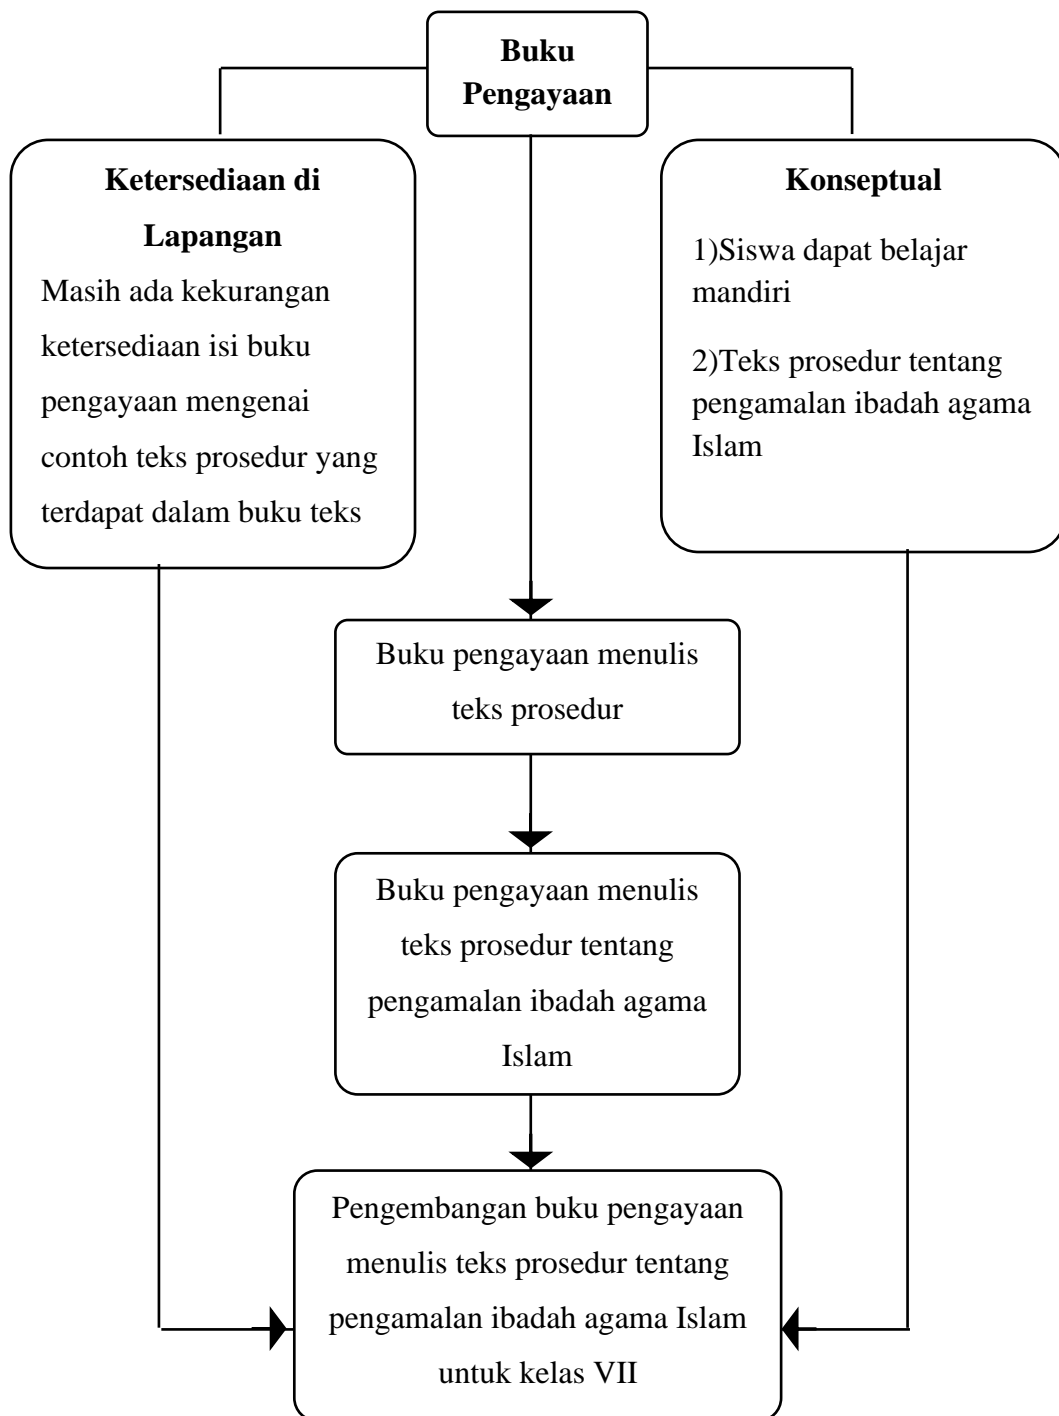 Buku
Pengayaan
Ketersediaan di
Lapangan
Masih ada kekurangan
ketersediaan isi buku
pengayaan mengenai
contoh teks prosedur yang
terdapat dalam buku teks
Konseptual
1)Siswa dapat belajar
mandiri
2)Teks prosedur tentang
pengamalan ibadah agama
Islam
Buku pengayaan menulis
teks prosedur
Buku pengayaan menulis
teks prosedur tentang
pengamalan ibadah agama
Islam
Pengembangan buku pengayaan
menulis teks prosedur tentang
pengamalan ibadah agama Islam
untuk kelas VII